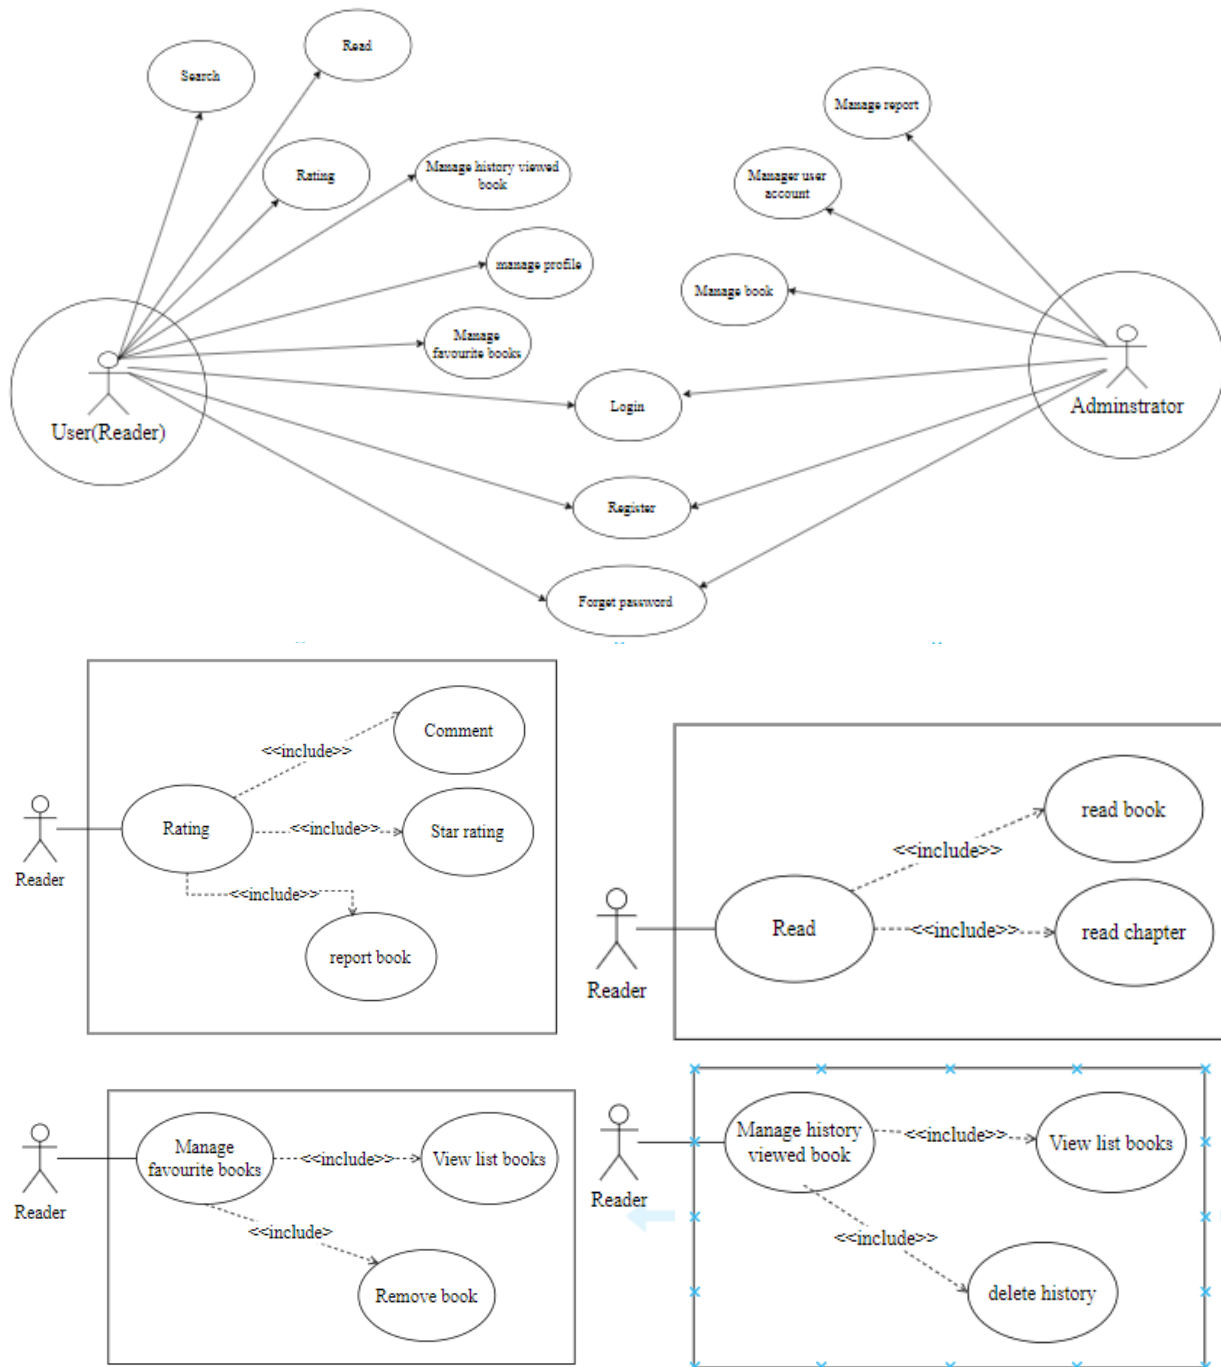 Read
Search
Manage report
Rating
Manage history viewed
book
Manager user
account
manage profile
Manage book
Manage
favourite books
Login
User(Reader)
Adminstrator
Register
Forget password
Comment
<<include>>
Rating
<<include>>
Star rating
Reader
<<include>>
report book
read book
<<include>>
Read
<<include>>
read chapter
Reader
Manage
favourite books
<<include>>
View list books
Reader
<<include>
Remove book
Manage history
viewed book
<<include>>
View list books
Reader
<<include>>
delete history